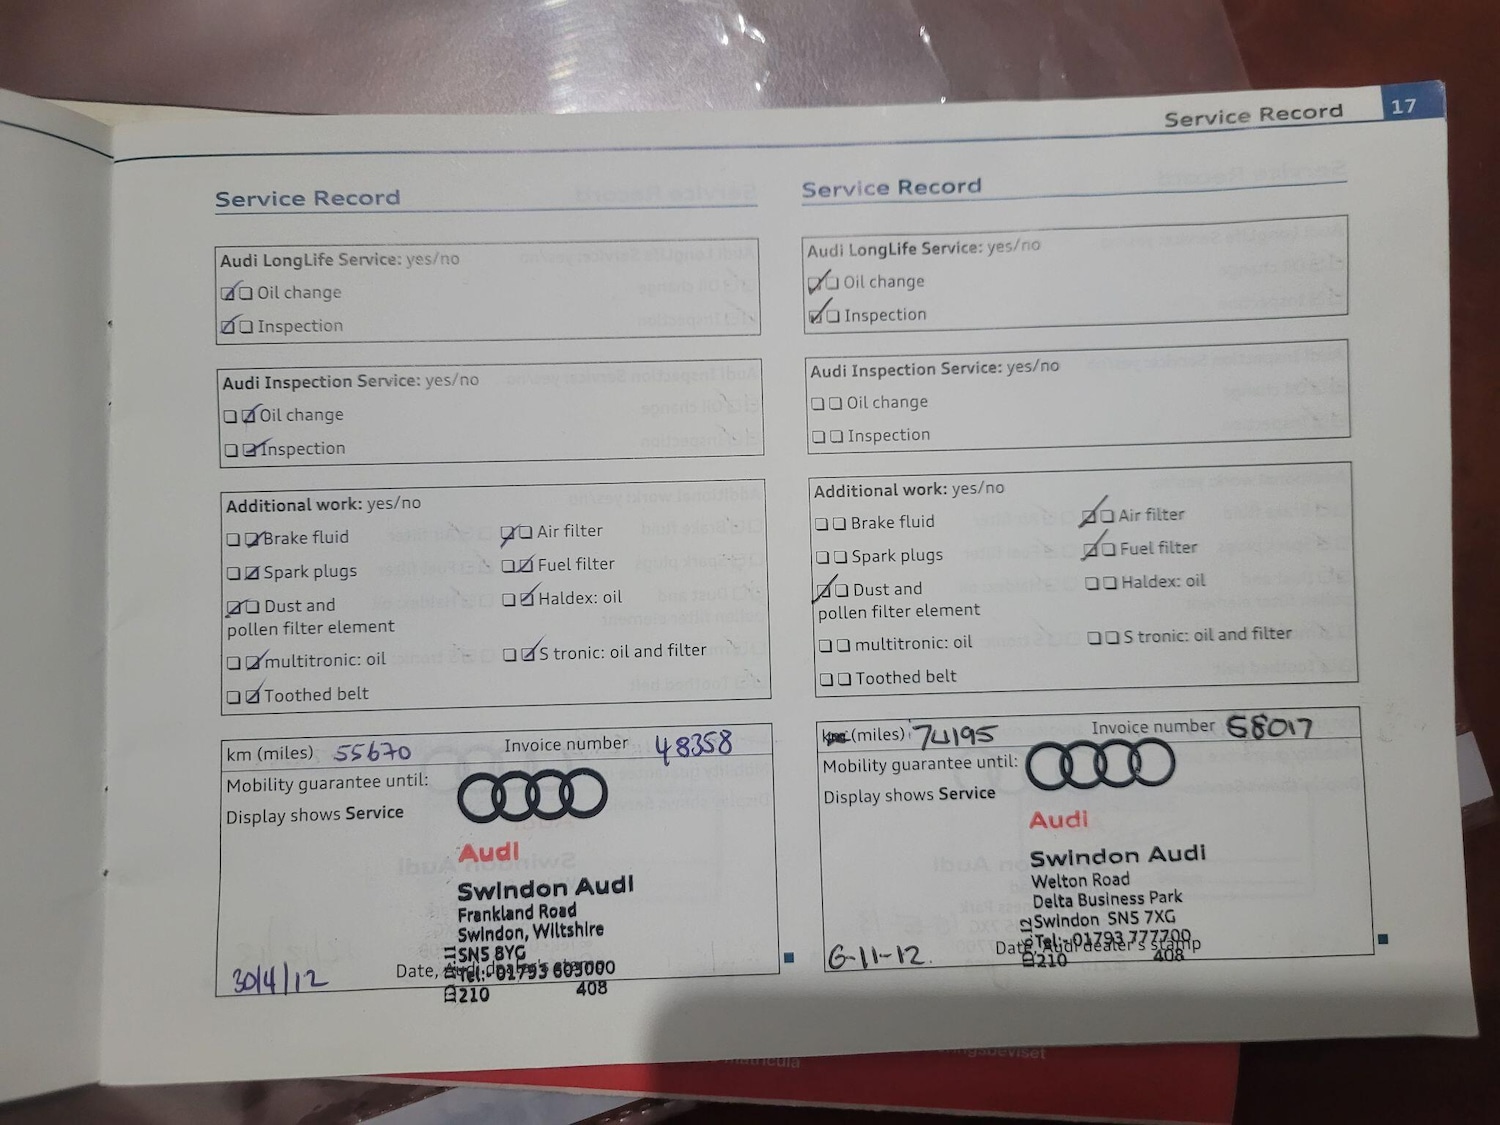 Service Record 17
Service Record
Audi LongLife Service: yes/no
Oil change
Inspection
Audi Inspection Service: yes/no
Oil change
Inspection
Additional work: yes/no
Brake fluid Air filter
Spark plugs Fuel filter
Dust and Haldex: oil
pollen filter element
multitronic: oil S tronic: oil and filter
Toothed belt
km (miles) 55670 Invoice number 48358
Mobility guarantee until:
Display shows Service
Audi
Swindon Audi
Frankland Road
Swindon, Wiltshire
SN5 8YG
Tel:- 01793 603000
30/4/12 Date, Audi dealer's stamp
210 408
Service Record
Audi LongLife Service: yes/no
Oil change
Inspection
Audi Inspection Service: yes/no
Oil change
Inspection
Additional work: yes/no
Brake fluid Air filter
Spark plugs Fuel filter
Dust and Haldex: oil
pollen filter element
multitronic: oil S tronic: oil and filter
Toothed belt
km (miles) 74195 Invoice number 58017
Mobility guarantee until:
Display shows Service
Audi
Swindon Audi
Welton Road
Delta Business Park
Swindon SN5 7XG
Tel:- 01793 777700
6-11-12. Date, Audi dealer's stamp
210 408